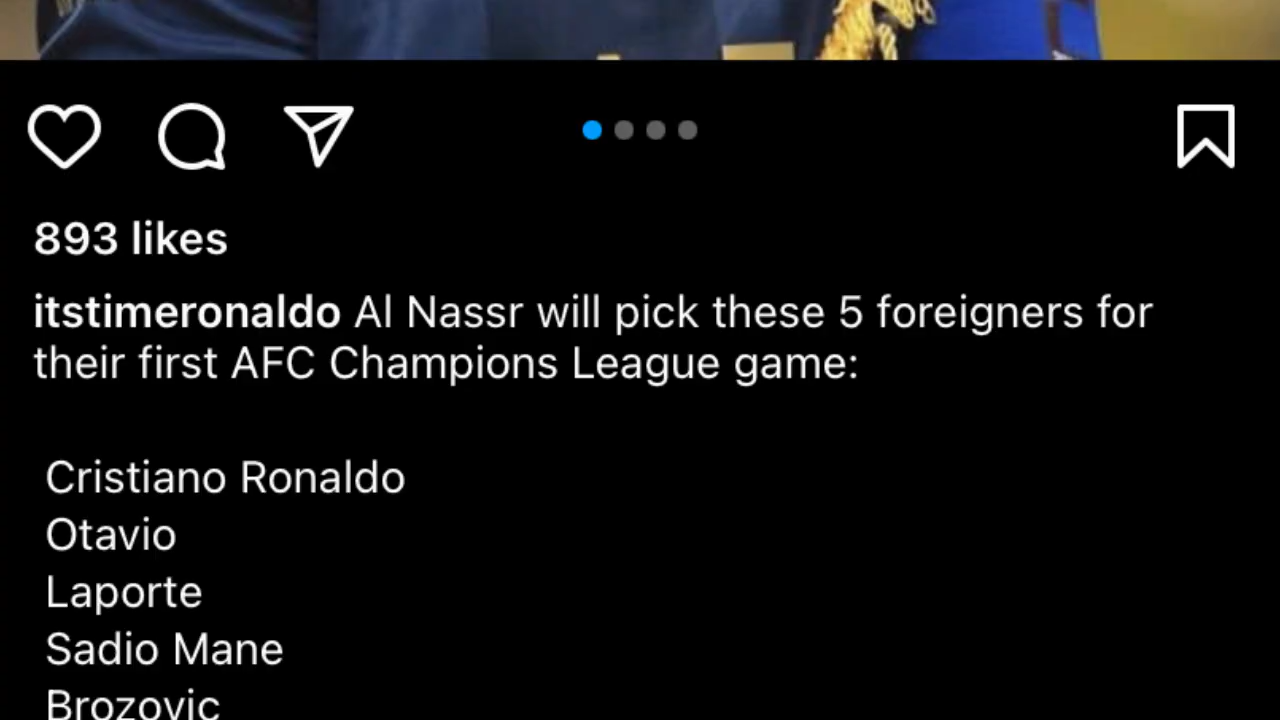 893 likes
itstimeronaldo Al Nassr will pick these 5 foreigners for
their first AFC Champions League game:
Cristiano Ronaldo
Otavio
Laporte
Sadio Mane
Brozovic